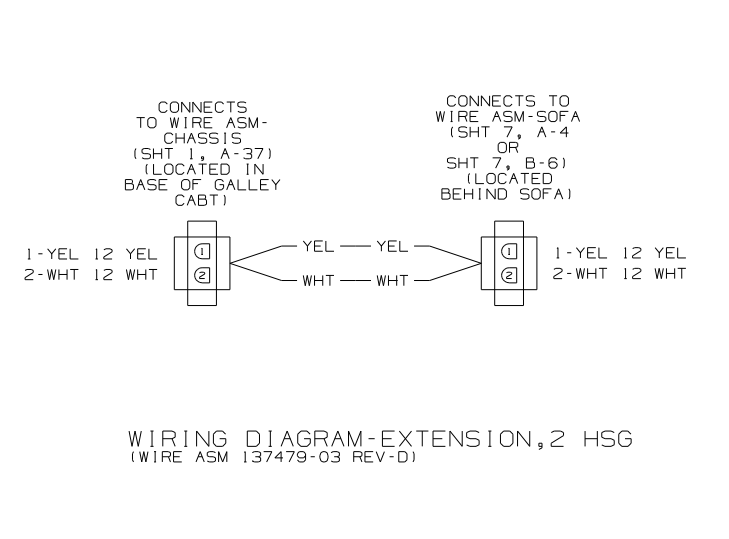 CONNECTS
TO WIRE ASM-
CHASSIS
(SHT 1, A-37)
(LOCATED IN
BASE OF GALLEY
CABT)
CONNECTS TO
WIRE ASM-SOFA
(SHT 7, A-4
OR
SHT 7, B-6)
(LOCATED
BEHIND SOFA)
1-YEL 12 YEL
2-WHT 12 WHT
1
2
YEL YEL
WHT WHT
1
2
1-YEL 12 YEL
2-WHT 12 WHT
WIRING DIAGRAM-EXTENSION,2 HSG
(WIRE ASM 137479-03 REV-D)